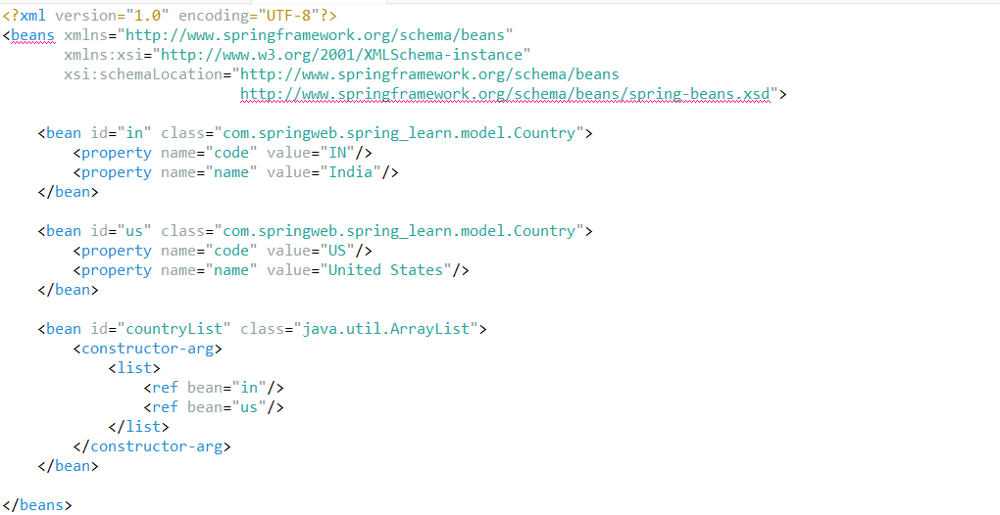 <?xml version="1.0" encoding="UTF-8"?>
<beans xmlns="http://www.springframework.org/schema/beans"
       xmlns:xsi="http://www.w3.org/2001/XMLSchema-instance"
       xsi:schemaLocation="http://www.springframework.org/schema/beans
                           http://www.springframework.org/schema/beans/spring-beans.xsd">

    <bean id="in" class="com.springweb.spring_learn.model.Country">
        <property name="code" value="IN"/>
        <property name="name" value="India"/>
    </bean>

    <bean id="us" class="com.springweb.spring_learn.model.Country">
        <property name="code" value="US"/>
        <property name="name" value="United States"/>
    </bean>

    <bean id="countryList" class="java.util.ArrayList">
        <constructor-arg>
            <list>
                <ref bean="in"/>
                <ref bean="us"/>
            </list>
        </constructor-arg>
    </bean>

</beans>